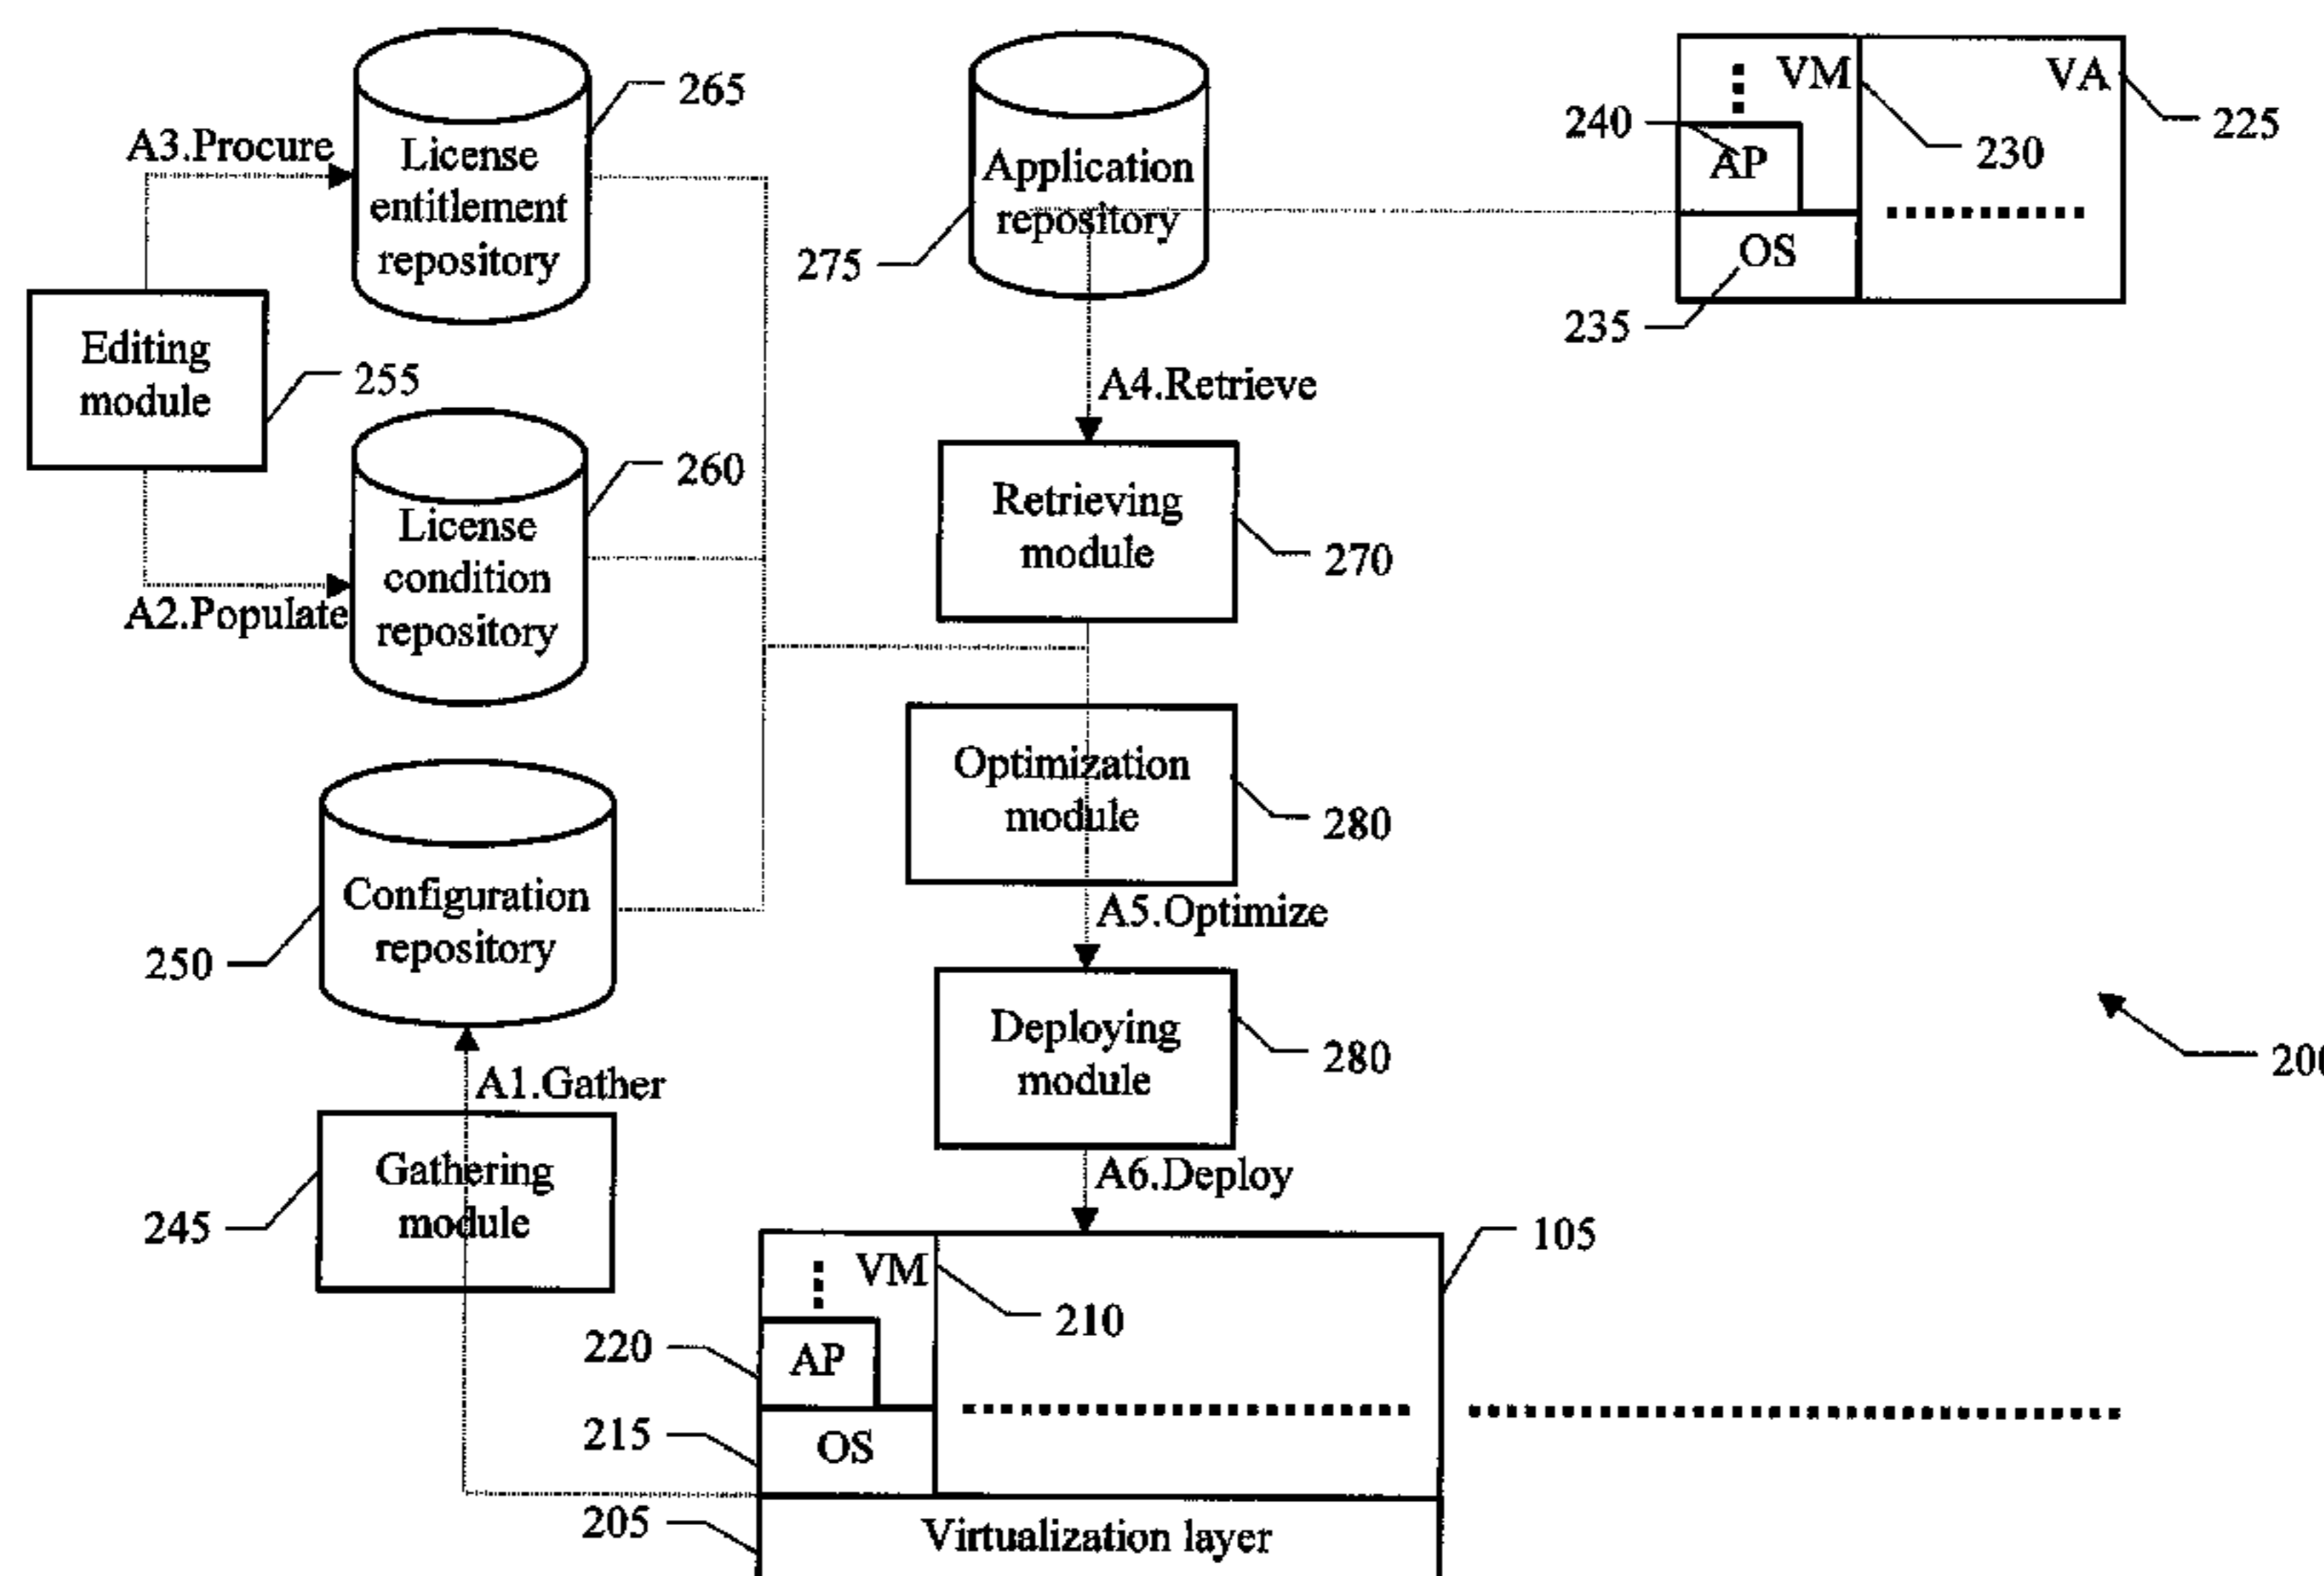 265
A3.Procure
License
entitlement
repository
Editing
module
255
260
License
condition
repository
A2.Populate
Configuration
repository
250
A1.Gather
Gathering
module
245
Application
repository
275
A4.Retrieve
Retrieving
module
270
Optimization
module
280
A5.Optimize
Deploying
module
280
A6.Deploy
VM
VA
240
AP
230
225
OS
235
200
105
VM
210
220
AP
215
OS
205
Virtualization layer